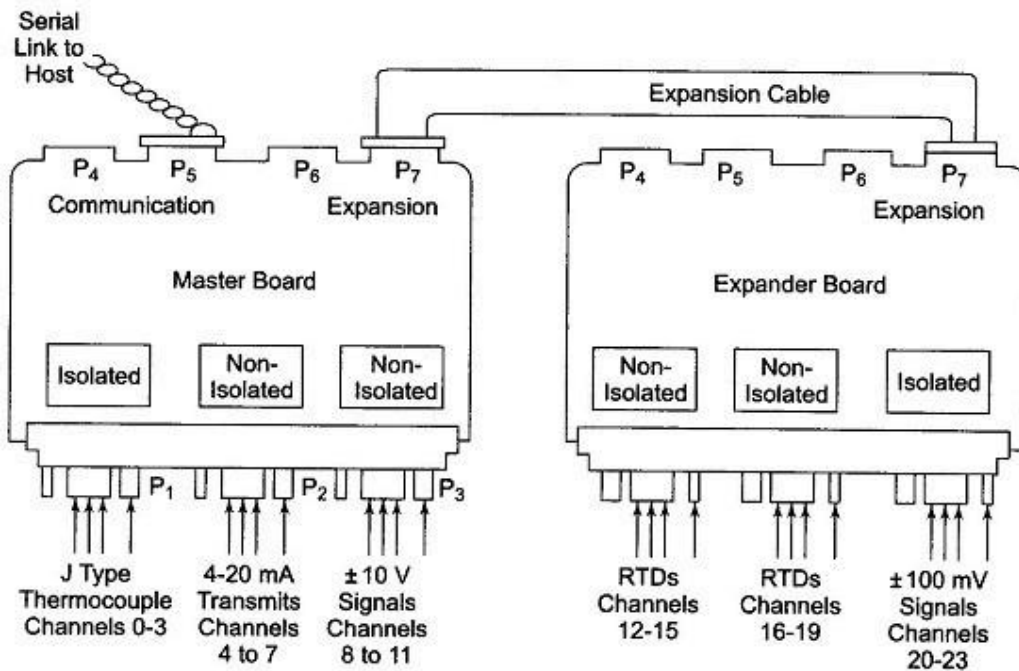 Serial
Link to
Host
Expansion Cable
P4
P5
P6
P7
Communication
Expansion
Master Board
Isolated
Non-
Isolated
Non-
Isolated
P1
P2
P3
J Type
Thermocouple
Channels 0-3
4-20 mA
Transmits
Channels
4 to 7
±10 V
Signals
Channels
8 to 11
P4
P5
P6
P7
Expansion
Expander Board
Non-
Isolated
Non-
Isolated
Isolated
RTDs
Channels
12-15
RTDs
Channels
16-19
±100 mV
Signals
Channels
20-23